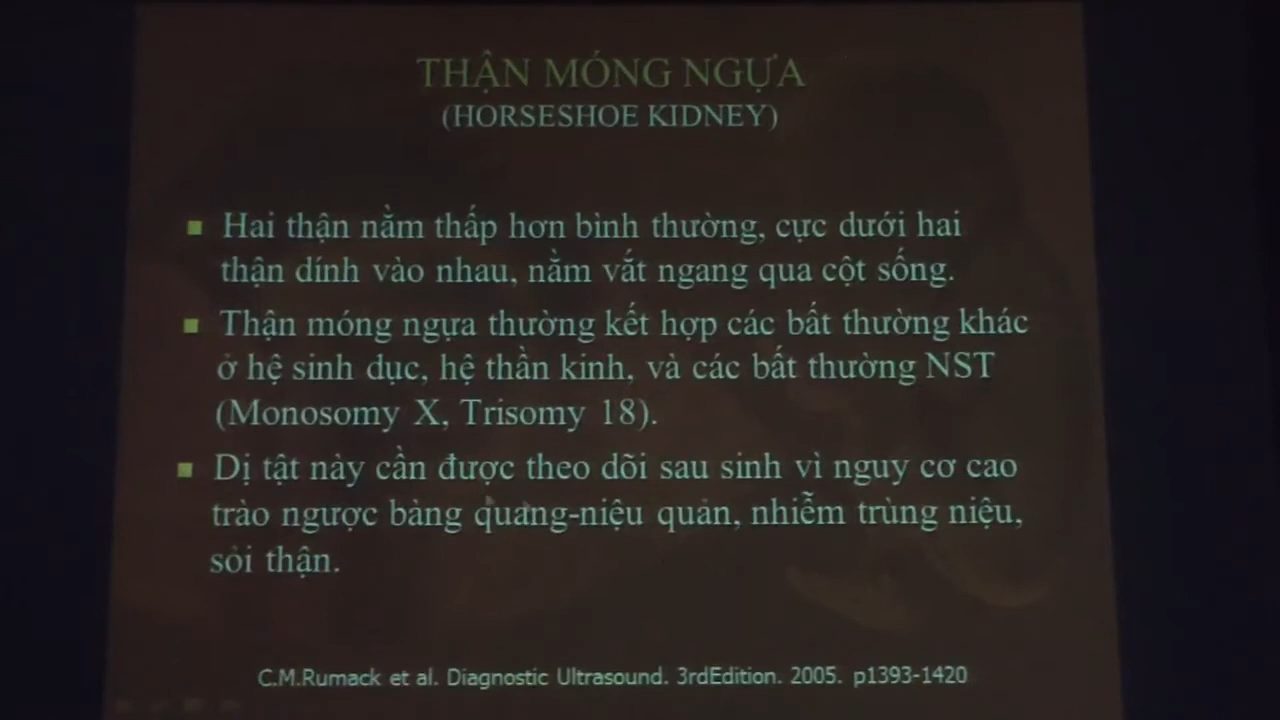 THẬN MÓNG NGỰA
(HORSESHOE KIDNEY)
Hai thận nằm thấp hơn bình thường, cực dưới hai
thận dính vào nhau, nằm vắt ngang qua cột sống.
Thận móng ngựa thường kết hợp các bất thường khác
ở hệ sinh dục, hệ thần kinh, và các bất thường NST
(Monosomy X, Trisomy 18).
Dị tật này cần được theo dõi sau sinh vì nguy cơ cao
trào ngược bàng quang-niệu quản, nhiễm trùng niệu,
sỏi thận.
C.M.Rumack et al. Diagnostic Ultrasound. 3rdEdition. 2005. p1393-1420